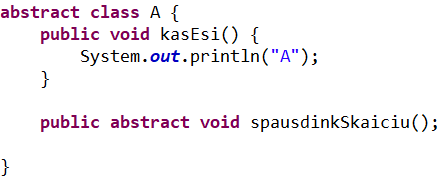 abstract class A {
    public void kasEsi() {
        System.out.println("A");
    }
    public abstract void spausdinkSkaiciu();
}